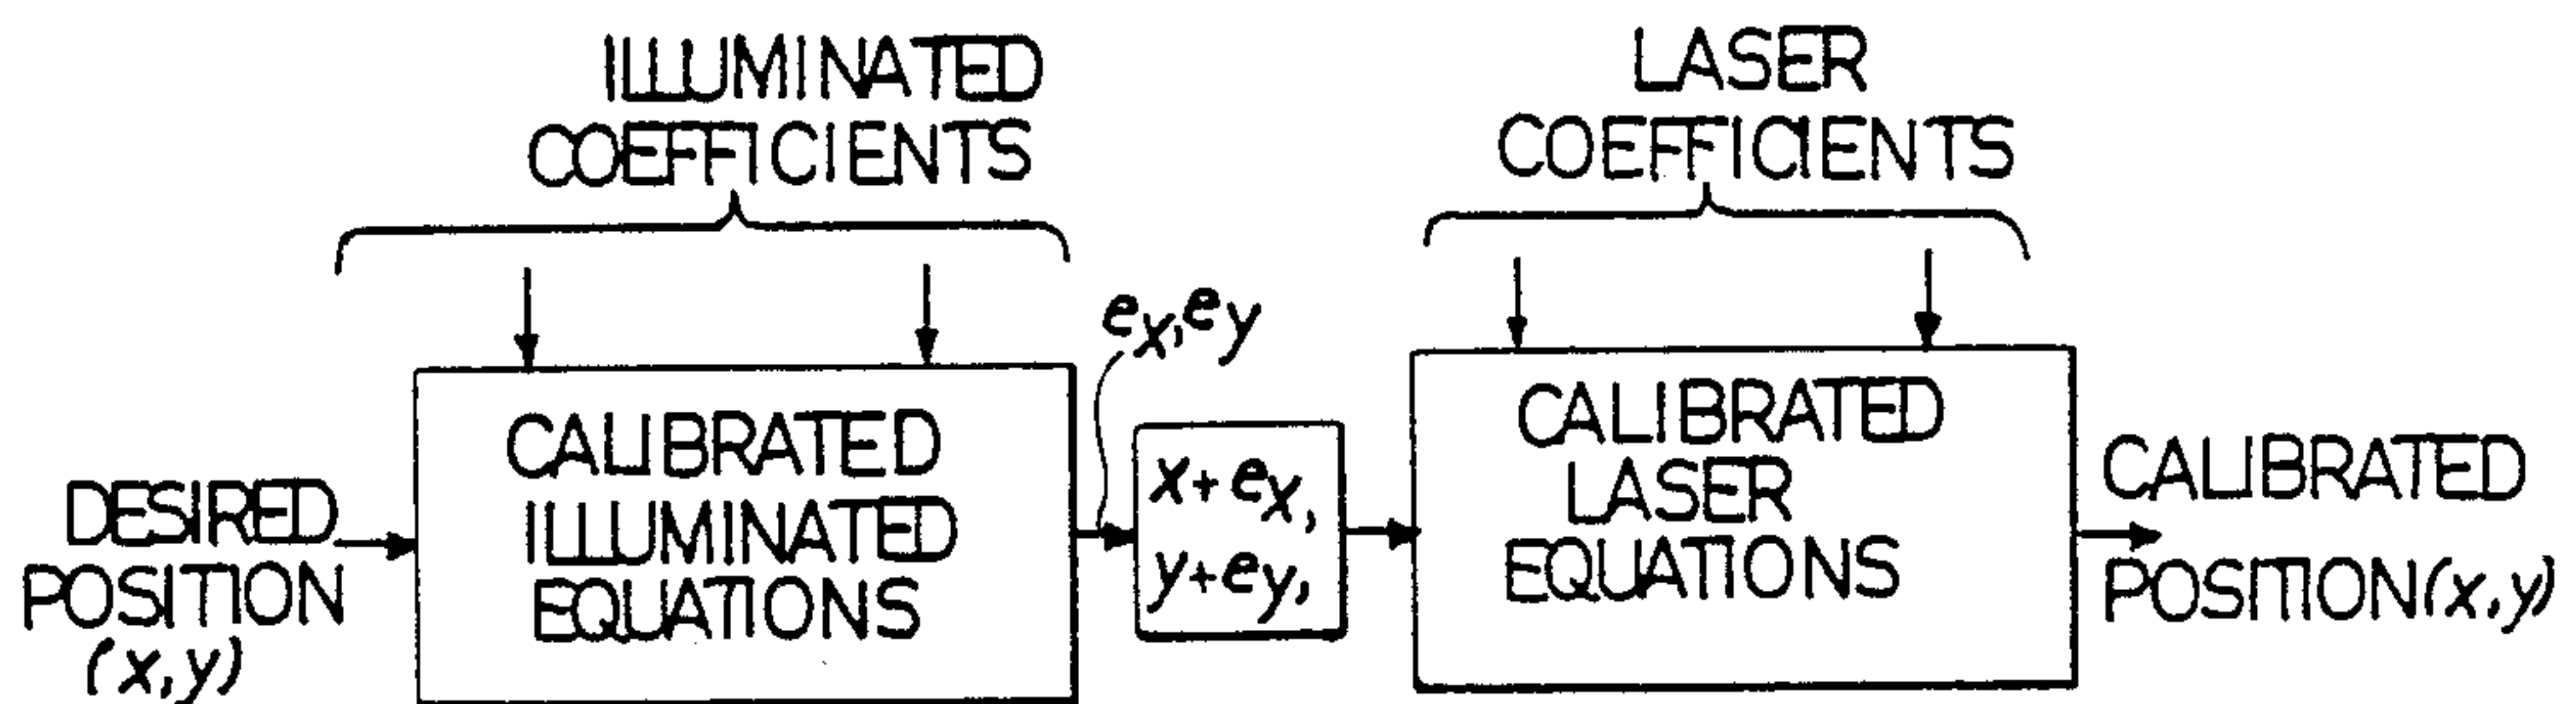 ILLUMINATED
COEFFICIENTS
LASER
COEFFICIENTS
DESIRED
POSITION
(x,y)
CALIBRATED
ILLUMINATED
EQUATIONS
ex,ey
x+ ex,
y+ey,
CALIBRATED
LASER
EQUATIONS
CALIBRATED
POSITION(x,y)